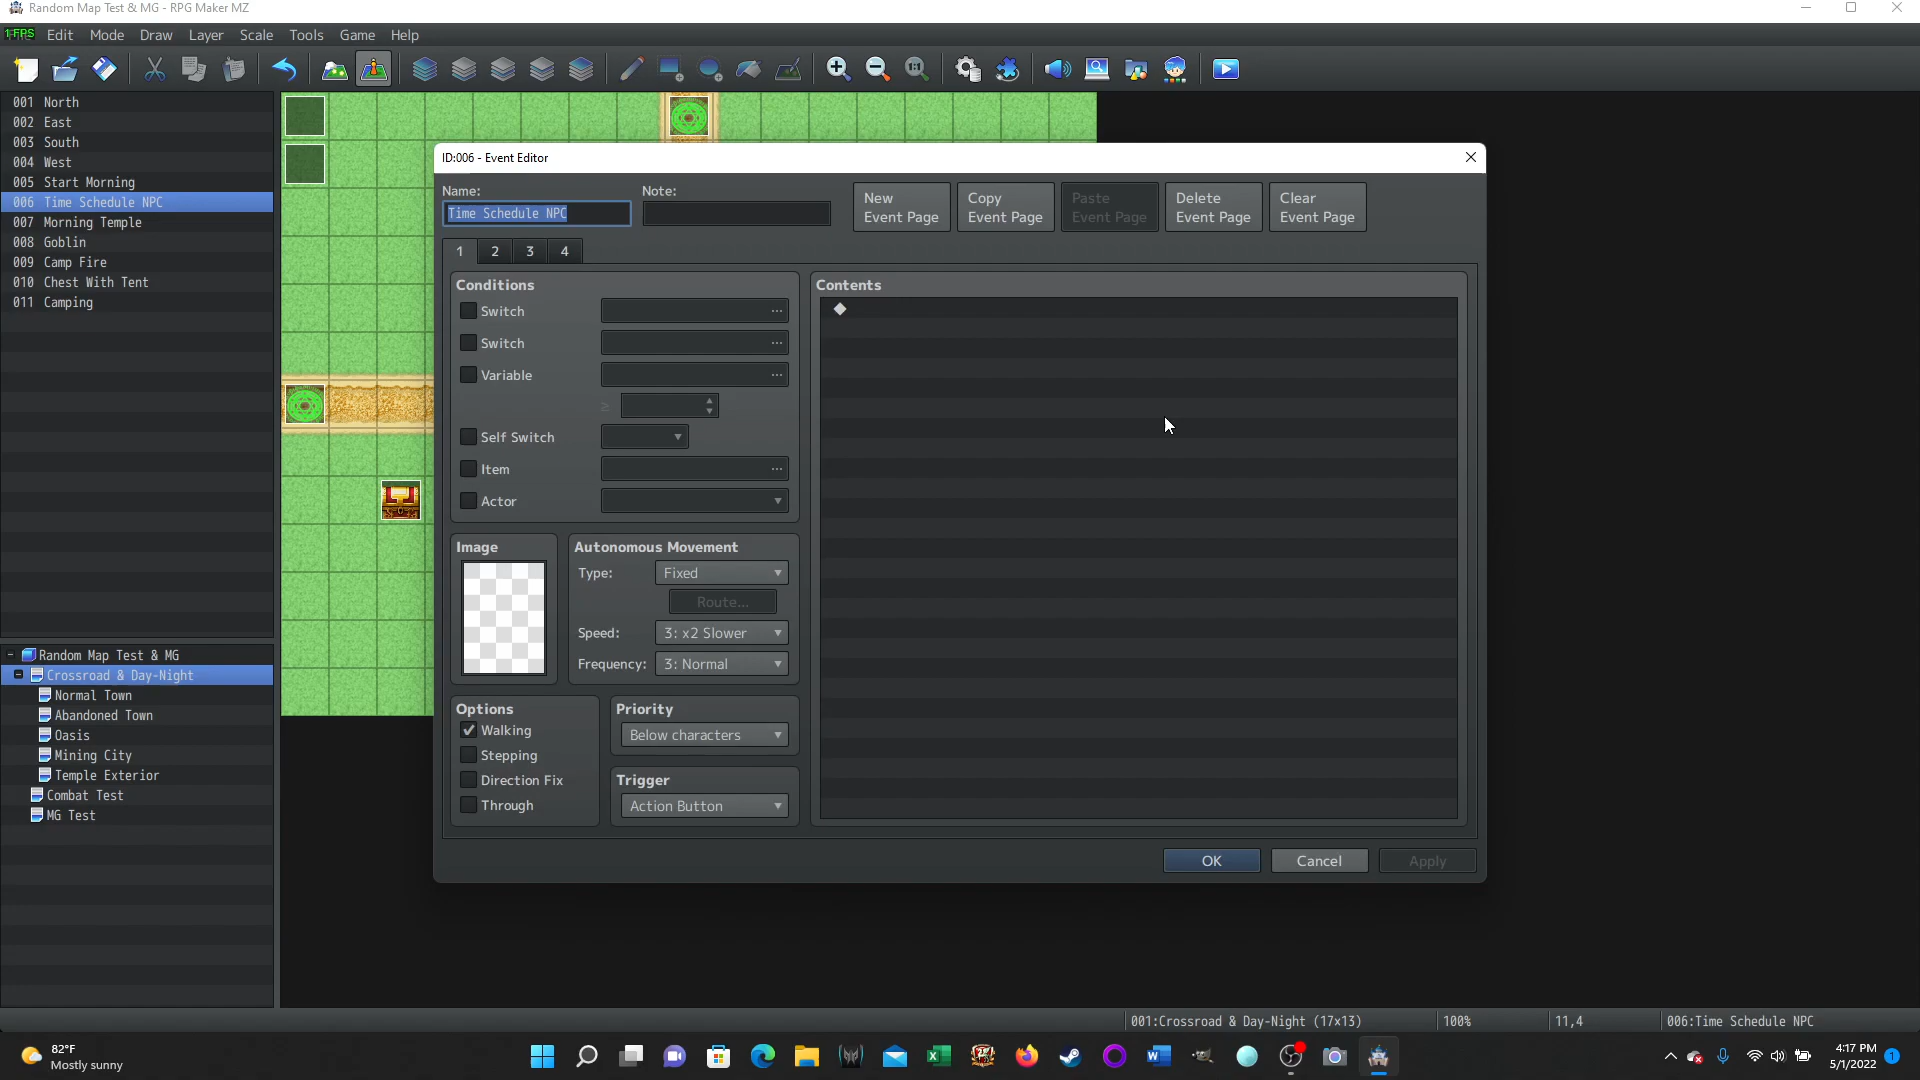 Random Map Test & MG - RPG Maker MZ
1FPS Edit Mode Draw Layer Scale Tools Game Help
001 North
002 East
003 South
004 West
005 Start Morning
006 Time Schedule NPC
007 Morning Temple
008 Goblin
009 Camp Fire
010 Chest With Tent
011 Camping
Random Map Test & MG
Crossroad & Day-Night
Normal Town
Abandoned Town
Oasis
Mining City
Temple Exterior
Combat Test
MG Test
ID:006 - Event Editor
Name: Note:
Time Schedule NPC
New Event Page
Copy Event Page
Paste Event Page
Delete Event Page
Clear Event Page
1 2 3 4
Conditions
Switch ...
Switch ...
Variable ...
≥
Self Switch
Item ...
Actor
Image
Autonomous Movement
Type: Fixed
Route...
Speed: 3: x2 Slower
Frequency: 3: Normal
Options
Walking
Stepping
Direction Fix
Through
Priority
Below characters
Trigger
Action Button
Contents
OK Cancel Apply
001:Crossroad & Day-Night (17x13) 100% 11,4 006:Time Schedule NPC
82°F
Mostly sunny
4:17 PM
5/1/2022
1